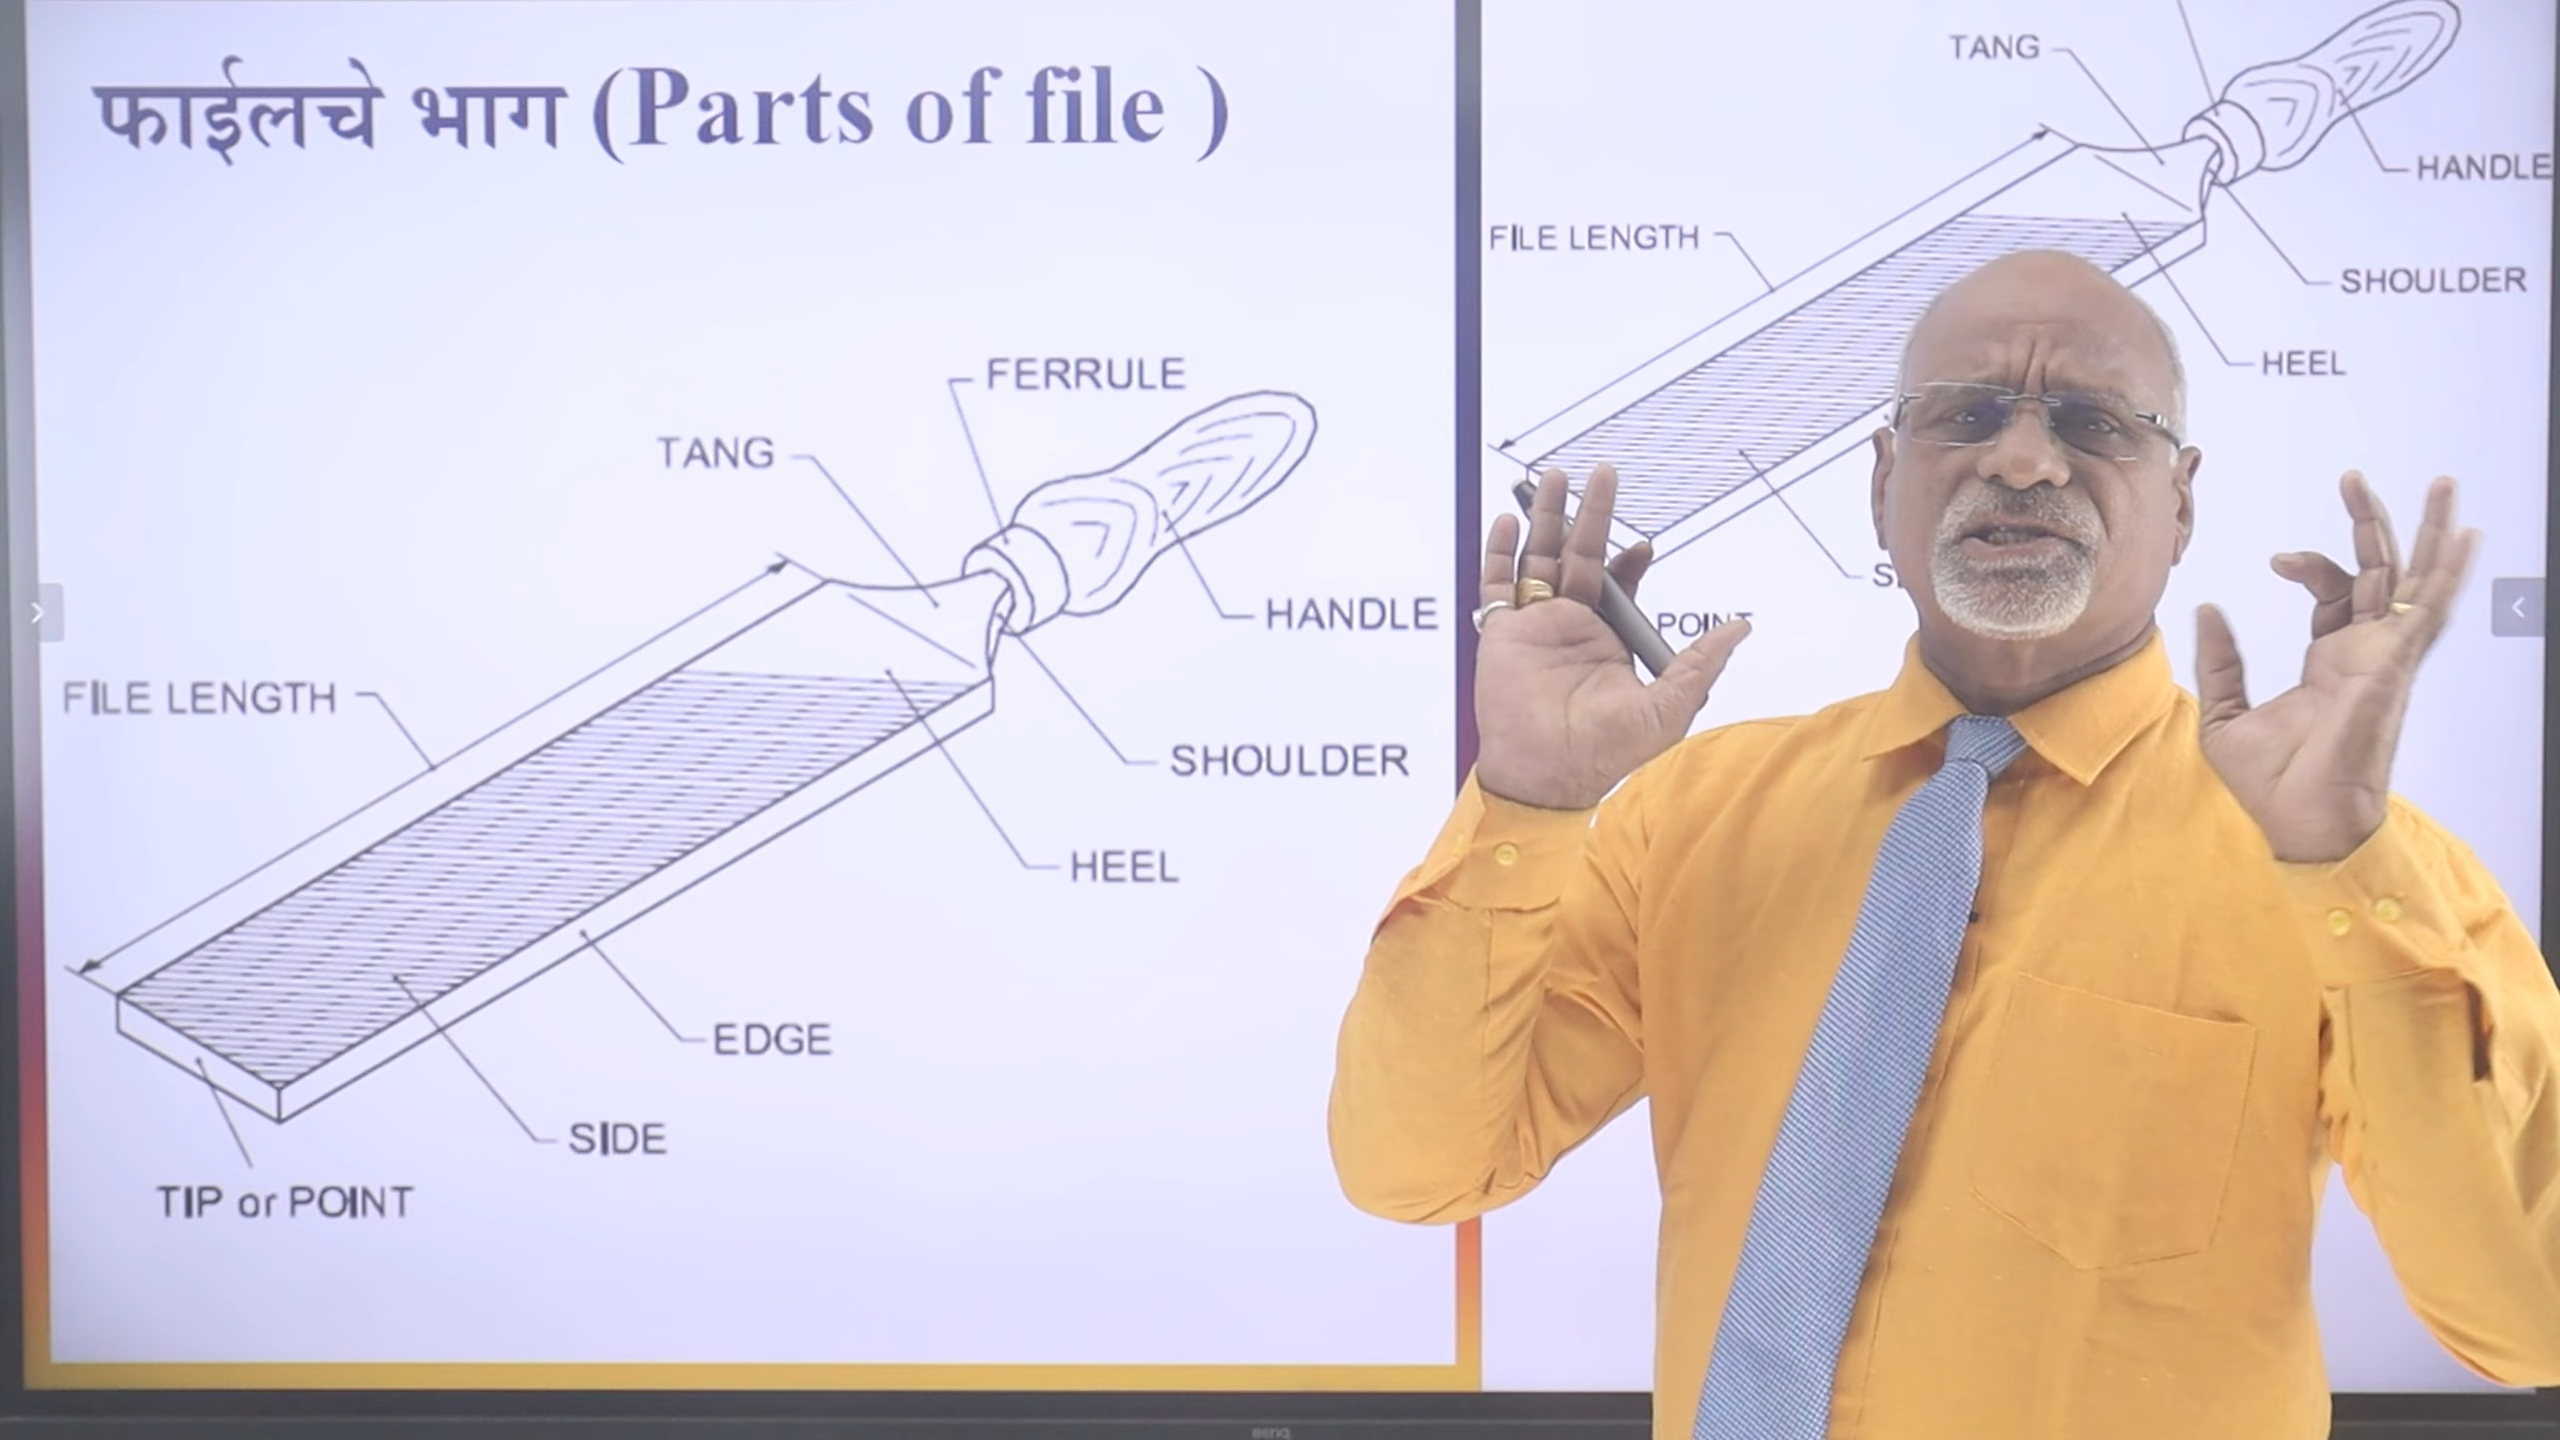 फाईलचे भाग (Parts of file )
FERRULE
TANG
HANDLE
FILE LENGTH
SHOULDER
HEEL
EDGE
SIDE
TIP or POINT
TANG
HANDLE
FILE LENGTH
SHOULDER
HEEL
POINT
BenQ